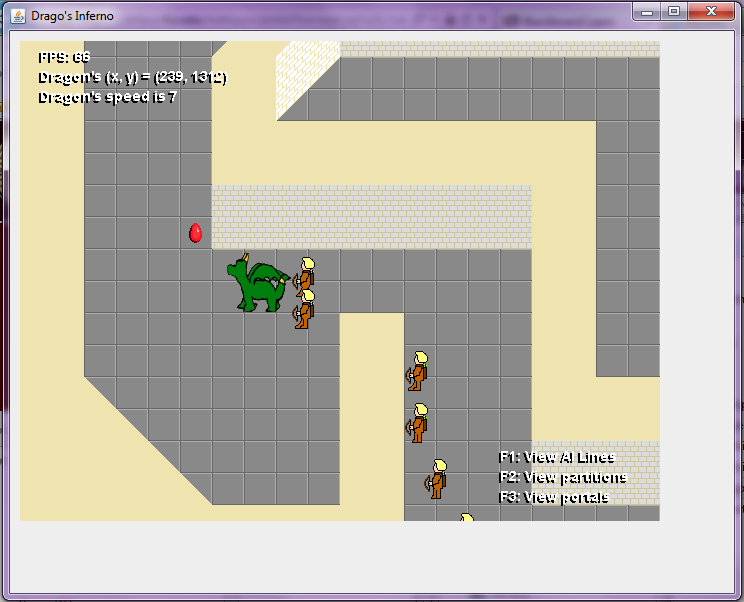 Drago's Inferno
FPS: 66
Dragon's (x, y) = (239, 1312)
Dragon's speed is 7
F1: View AI Lines
F2: View partitions
F3: View portals